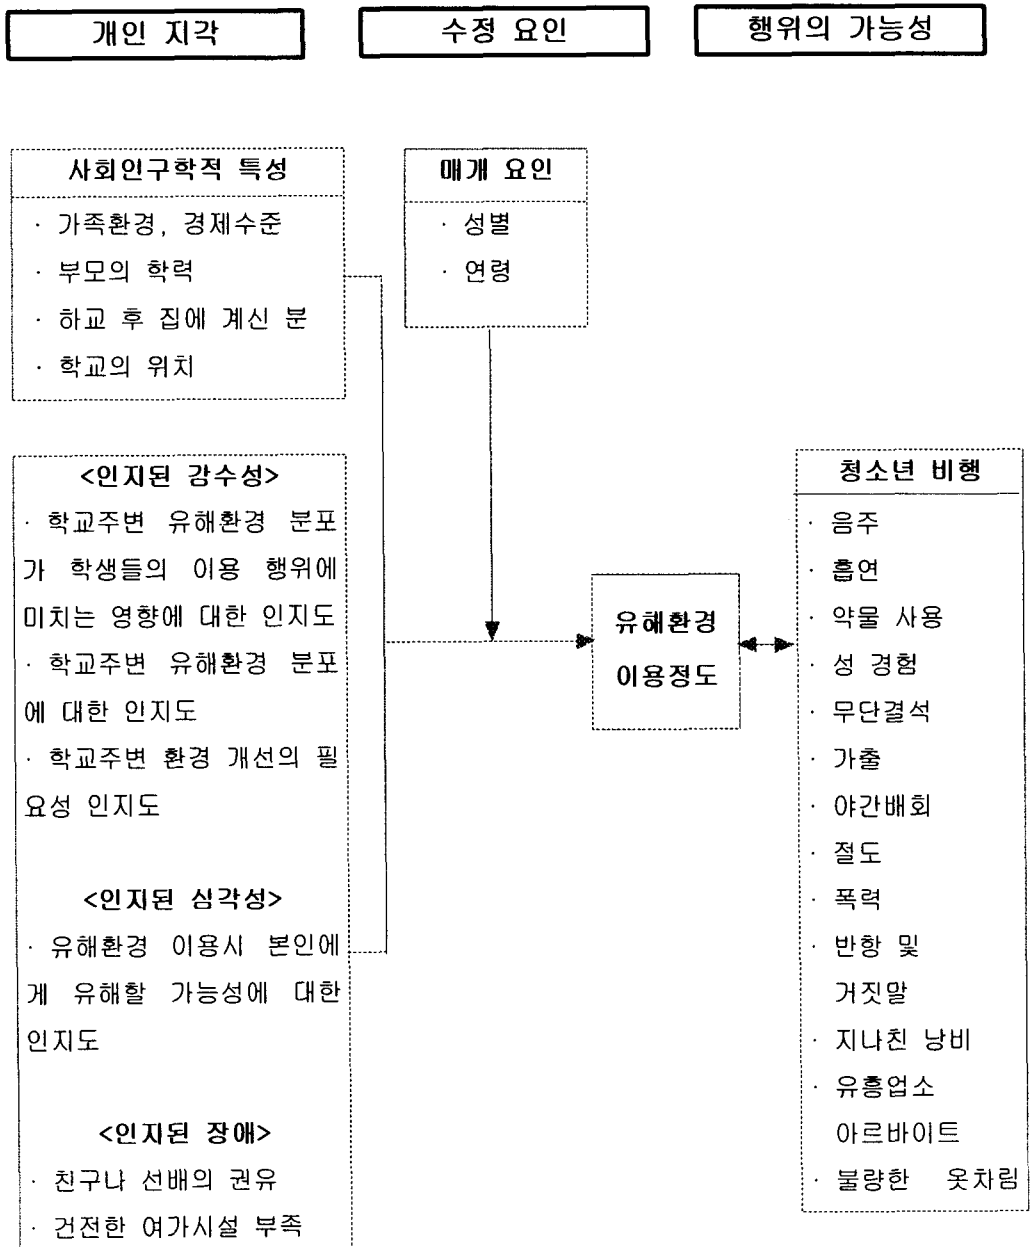 개인 지각
수정 요인
행위의 가능성
사회인구학적 특성
· 가족환경, 경제수준
· 부모의 학력
· 하교 후 집에 계신 분
· 학교의 위치
매개 요인
· 성별
· 연령
<인지된 감수성>
· 학교주변 유해환경 분포
가 학생들의 이용 행위에
미치는 영향에 대한 인지도
· 학교주변 유해환경 분포
에 대한 인지도
· 학교주변 환경 개선의 필
요성 인지도
<인지된 심각성>
· 유해환경 이용시 본인에
게 유해할 가능성에 대한
인지도
<인지된 장애>
· 친구나 선배의 권유
· 건전한 여가시설 부족
유해환경
이용정도
청소년 비행
· 음주
· 흡연
· 약물 사용
· 성 경험
· 무단결석
· 가출
· 야간배회
· 절도
· 폭력
· 반항 및
거짓말
· 지나친 낭비
· 유흥업소
아르바이트
· 불량한 옷차림